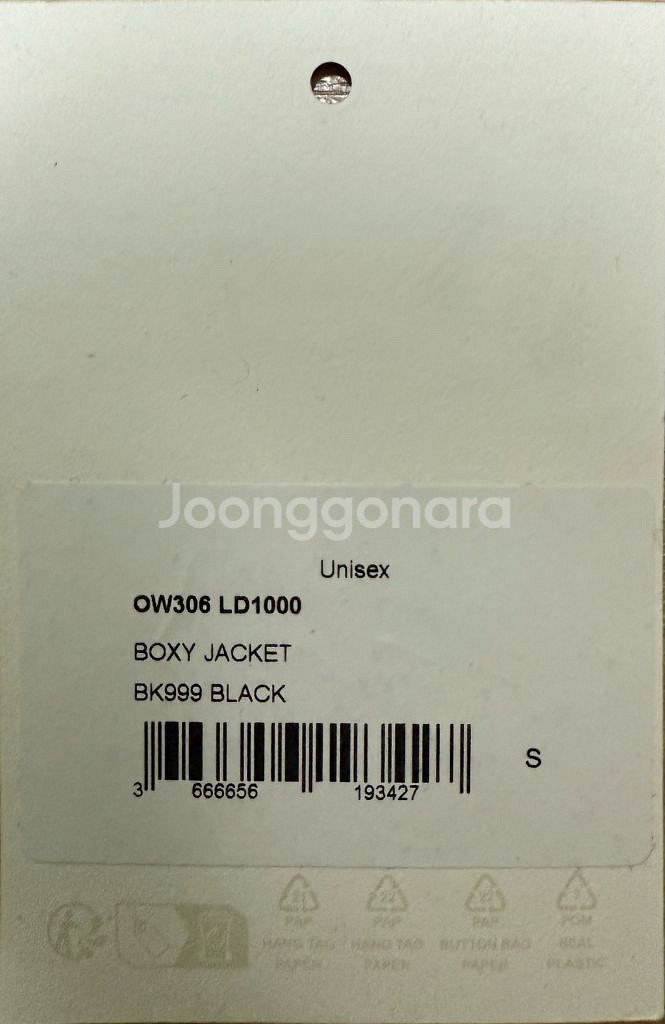 Joonggonara
Unisex
OW306 LD1000
BOXY JACKET
BK999 BLACK
S
3 666656 193427
PAP PAP PAP POM
HANG TAG HANG TAG BUTTON BAG SEAL
PAPER PAPER PAPER PLASTIC